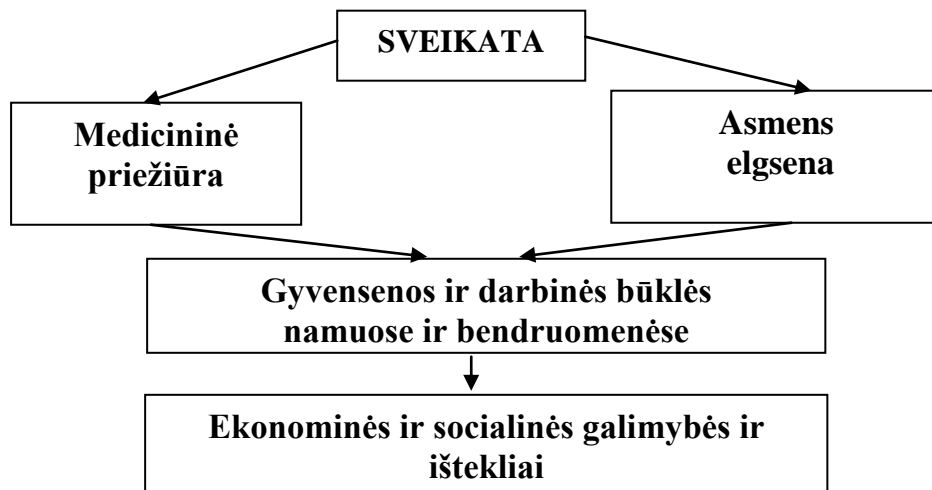 SVEIKATA
Medicininė
priežiūra
Asmens
elgsena
Gyvensenos ir darbinės būklės
namuose ir bendruomenėse
Ekonominės ir socialinės galimybės ir
ištekliai